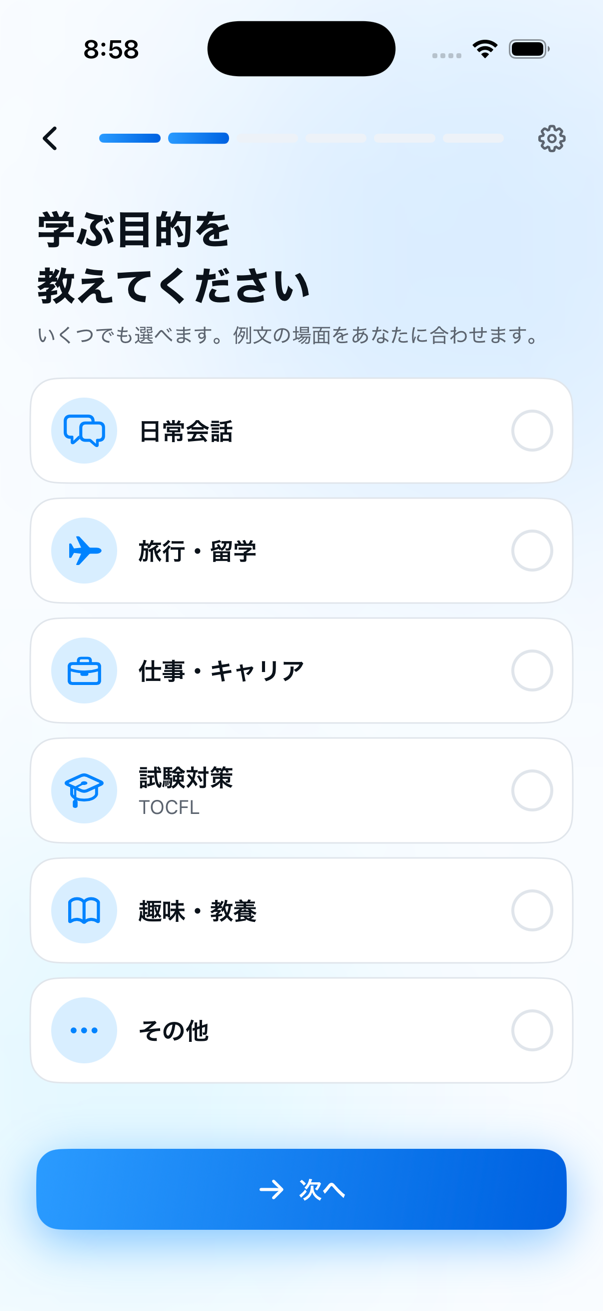 8:58
学ぶ目的を
教えてください
いくつでも選べます。例文の場面をあなたに合わせます。
日常会話
旅行・留学
仕事・キャリア
試験対策
TOCFL
趣味・教養
その他
次へ